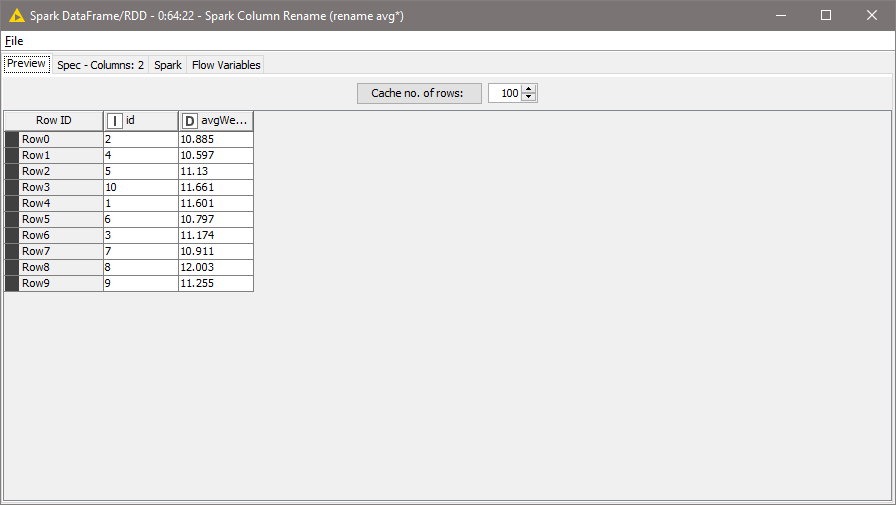 Spark DataFrame/RDD - 0:64:22 - Spark Column Rename (rename avg*)
File
Preview Spec - Columns: 2 Spark Flow Variables
Cache no. of rows: 100
Row ID I id D avgWe...
Row0 2 10.885
Row1 4 10.597
Row2 5 11.13
Row3 10 11.661
Row4 1 11.601
Row5 6 10.797
Row6 3 11.174
Row7 7 10.911
Row8 8 12.003
Row9 9 11.255